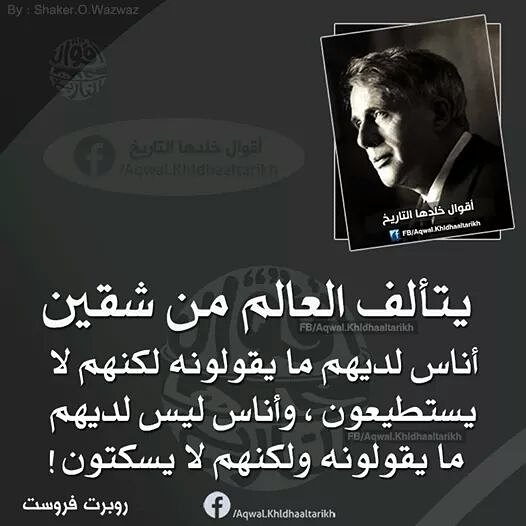 By : Shaker.O.Wazwaz
أقوال خلدها التاريخ
/Aqwal.Khldhaaltarikh
أقوال خلدها التاريخ
FB/Aqwal.Khldhaaltarikh
يتألف العالم من شقين
FB/Aqwal.Khldhaaltarikh
أناس لديهم ما يقولونه لكنهم لا
يستطيعون ، وأناس ليس لديهم
FB/Aqwal.Khldhaaltarikh
ما يقولونه ولكنهم لا يسكتون !
روبرت فروست
/Aqwal.Khldhaaltarikh